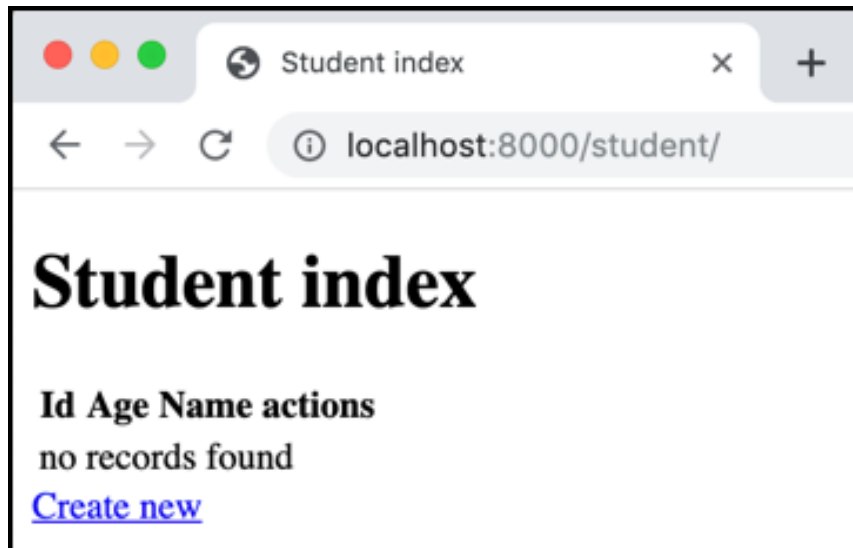 Student index
localhost:8000/student/
Student index
Id Age Name actions
no records found
Create new